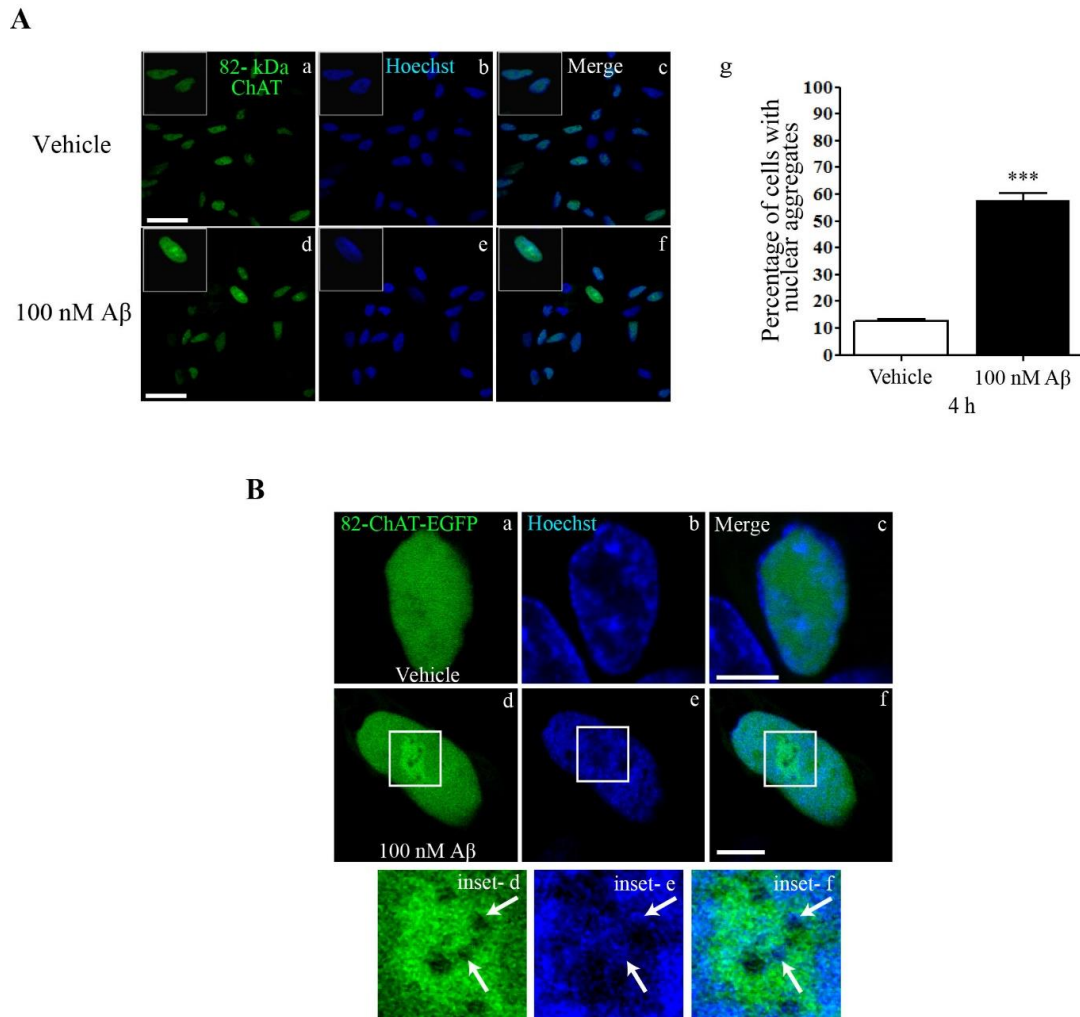 A
82- kDa
ChAT
a
Hoechst
b
Merge
c
Vehicle
d
e
f
100 nM Aβ
g
Percentage of cells with
nuclear aggregates
100
90
80
70
60
50
40
30
20
10
0
***
Vehicle
100 nM Aβ
4 h
B
82-ChAT-EGFP
a
Hoechst
b
Merge
c
Vehicle
d
e
f
100 nM Aβ
inset- d
inset- e
inset- f